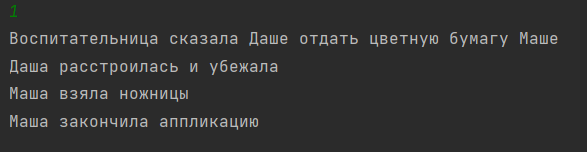 1
Воспитательница сказала Даше отдать цветную бумагу Маше
Даша расстроилась и убежала
Маша взяла ножницы
Маша закончила аппликацию